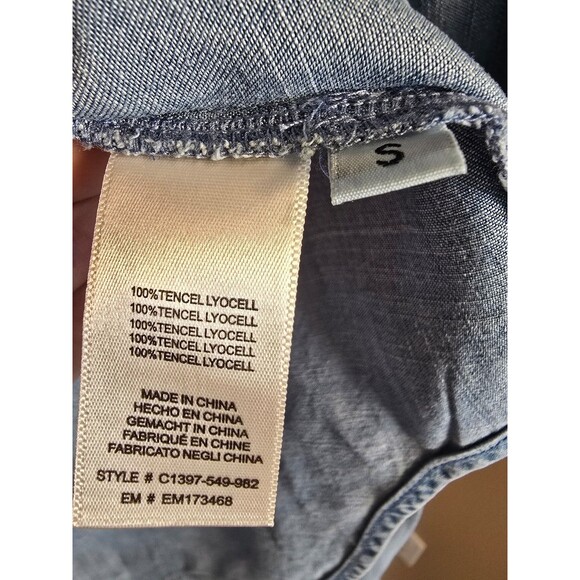 S
100%TENCEL LYOCELL
100%TENCEL LYOCELL
100%TENCEL LYOCELL
100%TENCEL LYOCELL
100%TENCEL LYOCELL
MADE IN CHINA
HECHO EN CHINA
GEMACHT IN CHINA
FABRIQUÉ EN CHINE
FABRICATO NEGLI CHINA
STYLE # C1397-549-982
EM # EM173468